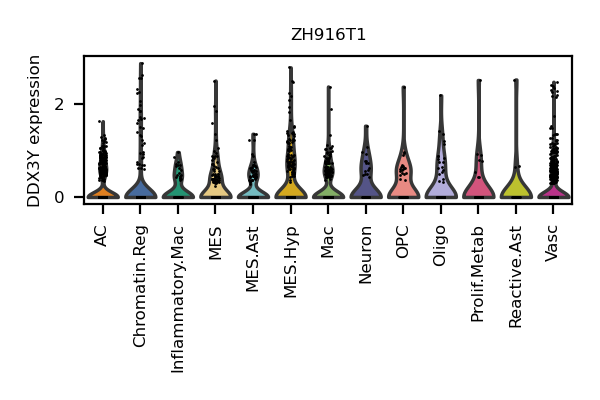 ZH916T1
DDX3Y expression
2
0
AC
Chromatin.Reg
Inflammatory.Mac
MES
MES.Ast
MES.Hyp
Mac
Neuron
OPC
Oligo
Prolif.Metab
Reactive.Ast
Vasc